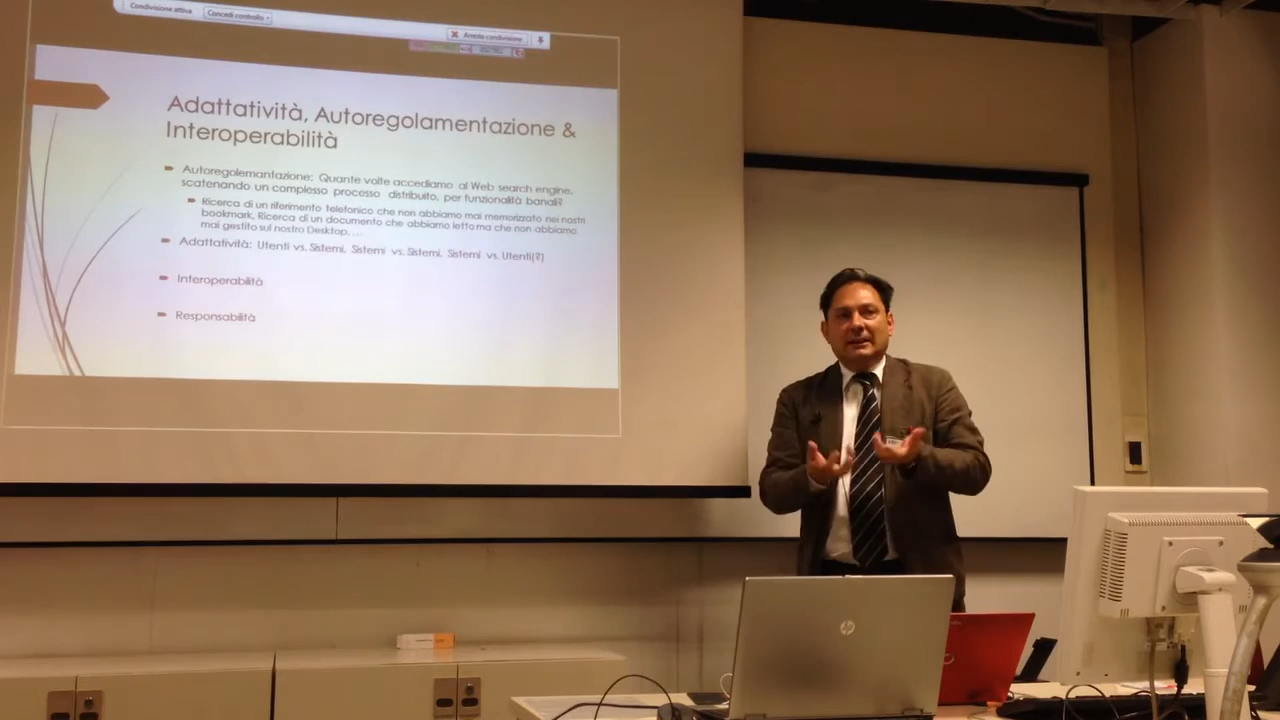 Condivisione attiva
Concedi controllo
Arresta condivisione
Adattatività, Autoregolamentazione &
Interoperabilità
Autoregolemantazione: Quante volte accediamo al Web search engine,
scatenando un complesso processo distribuito, per funzionalità banali?
Ricerca di un riferimento telefonico che non abbiamo mai memorizzato nei nostri
bookmark, Ricerca di un documento che abbiamo letto ma che non abbiamo
mai gestito sul nostro Desktop, …
Adattatività: Utenti vs. Sistemi, Sistemi vs. Sistemi, Sistemi vs. Utenti(?)
Interoperabilità
Responsabilità
hp